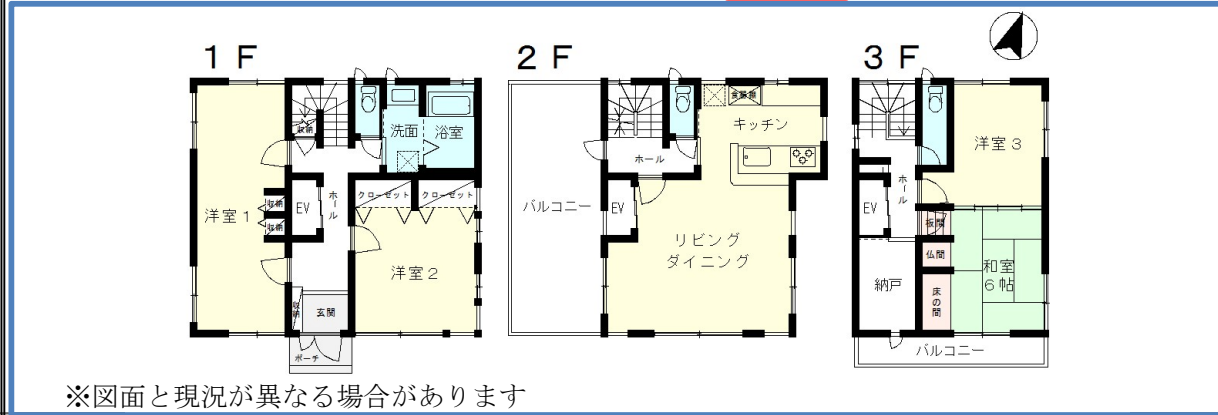 1F
2F
3F
収納
洗面
浴室
洋室1
収納
収納
EV
ホール
クローゼット
クローゼット
洋室2
収納
玄関
ポーチ
バルコニー
ホール
EV
食器棚
キッチン
リビング
ダイニング
洋室3
ホール
EV
板間
仏間
床の間
和室
6帖
納戸
バルコニー
※図面と現況が異なる場合があります